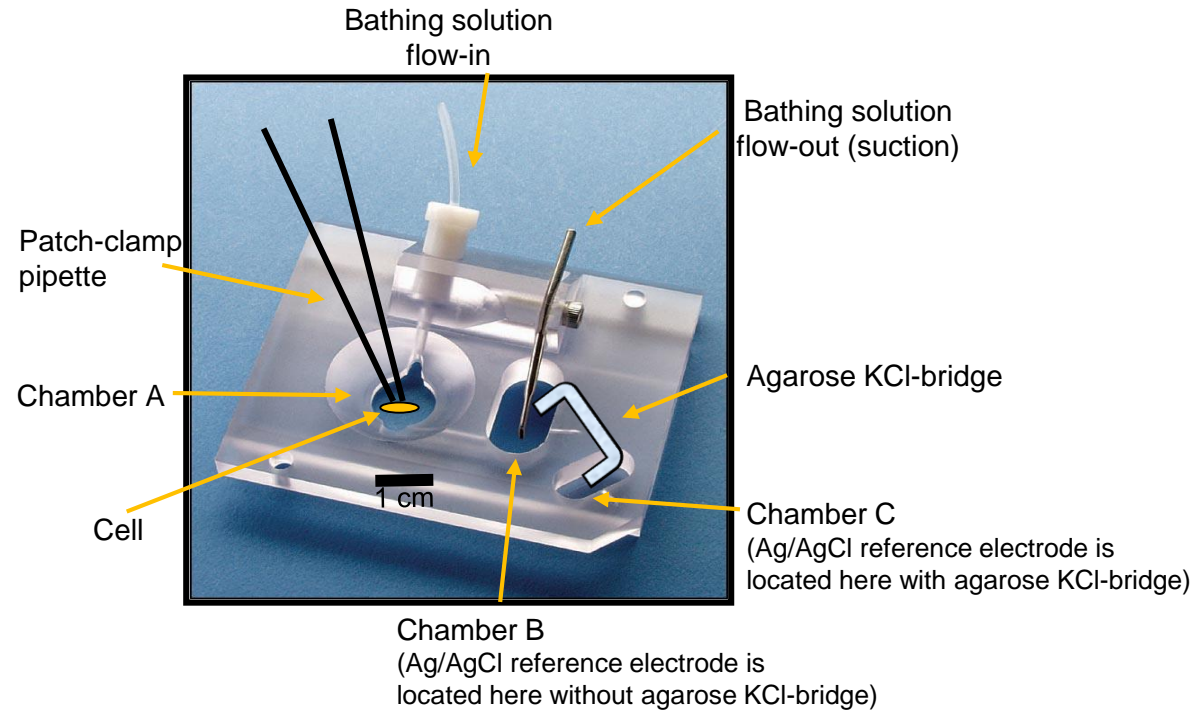 Bathing solution
flow-in
Bathing solution
flow-out (suction)
Patch-clamp
pipette
Chamber A
Agarose KCl-bridge
1 cm
Cell
Chamber C
(Ag/AgCl reference electrode is
located here with agarose KCl-bridge)
Chamber B
(Ag/AgCl reference electrode is
located here without agarose KCl-bridge)